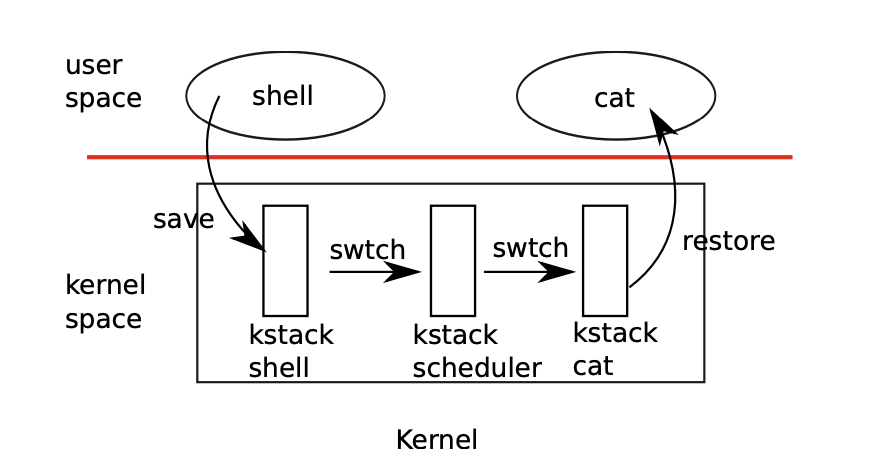 user
space
shell
cat
save
swtch
swtch
restore
kernel
space
kstack
shell
kstack
scheduler
kstack
cat
Kernel